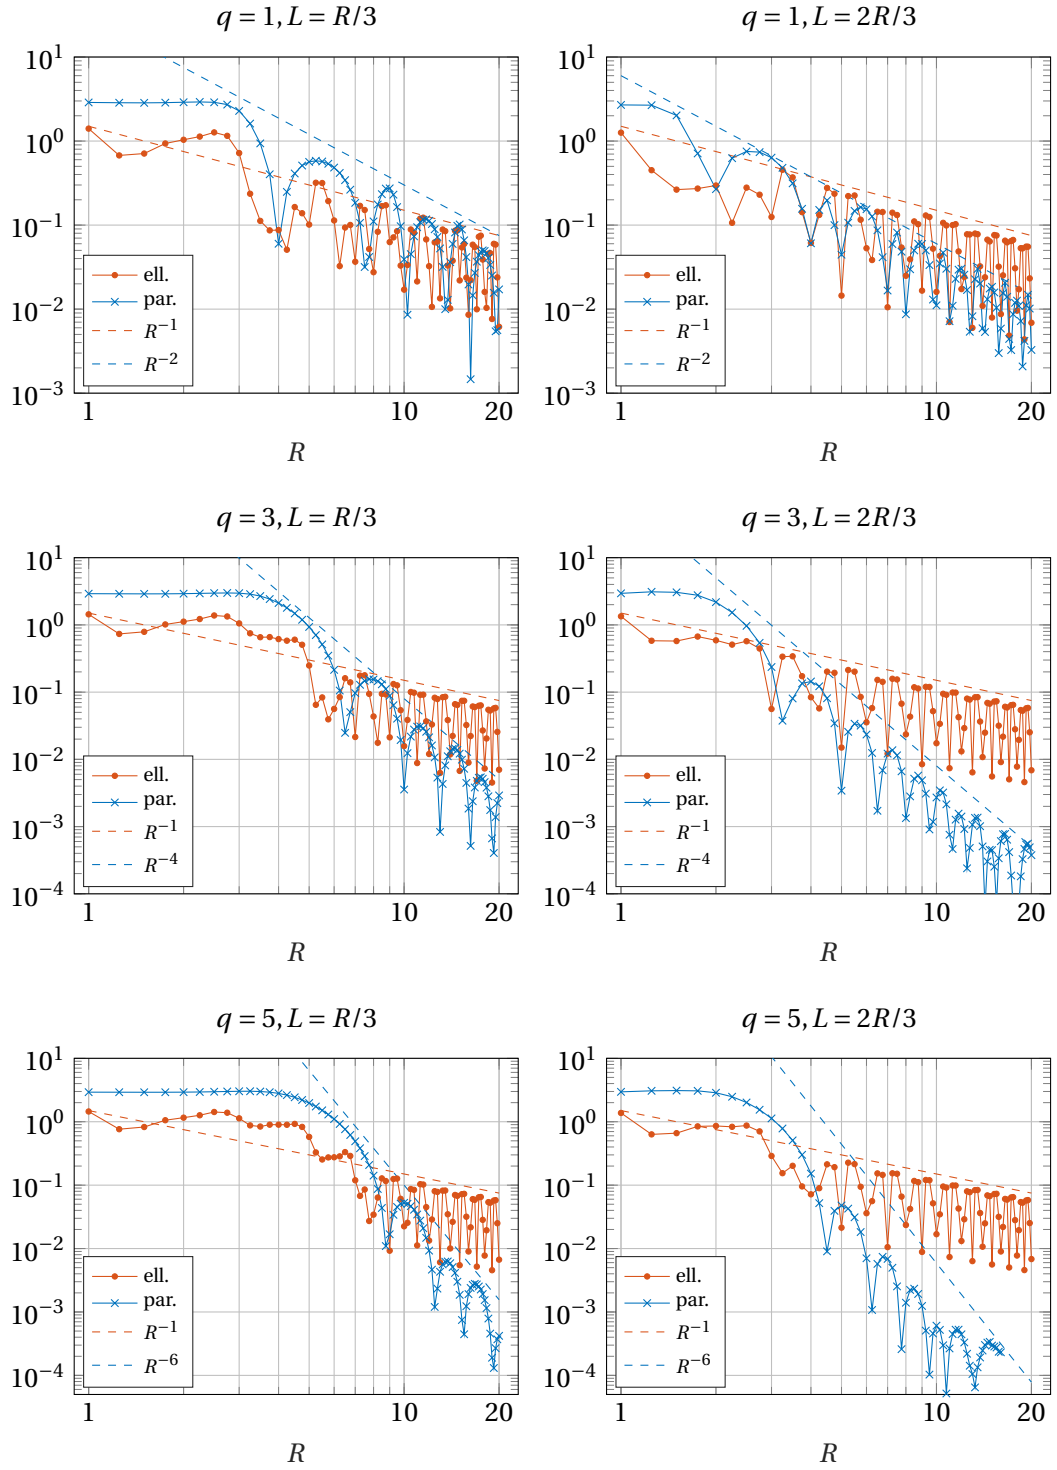 q = 1, L = R/3
10^1
10^0
10^-1
10^-2
10^-3
ell.
par.
R^-1
R^-2
1
10
20
R
q = 1, L = 2R/3
10^1
10^0
10^-1
10^-2
10^-3
ell.
par.
R^-1
R^-2
1
10
20
R
q = 3, L = R/3
10^1
10^0
10^-1
10^-2
10^-3
10^-4
ell.
par.
R^-1
R^-4
1
10
20
R
q = 3, L = 2R/3
10^1
10^0
10^-1
10^-2
10^-3
10^-4
ell.
par.
R^-1
R^-4
1
10
20
R
q = 5, L = R/3
10^1
10^0
10^-1
10^-2
10^-3
10^-4
ell.
par.
R^-1
R^-6
1
10
20
R
q = 5, L = 2R/3
10^1
10^0
10^-1
10^-2
10^-3
10^-4
ell.
par.
R^-1
R^-6
1
10
20
R